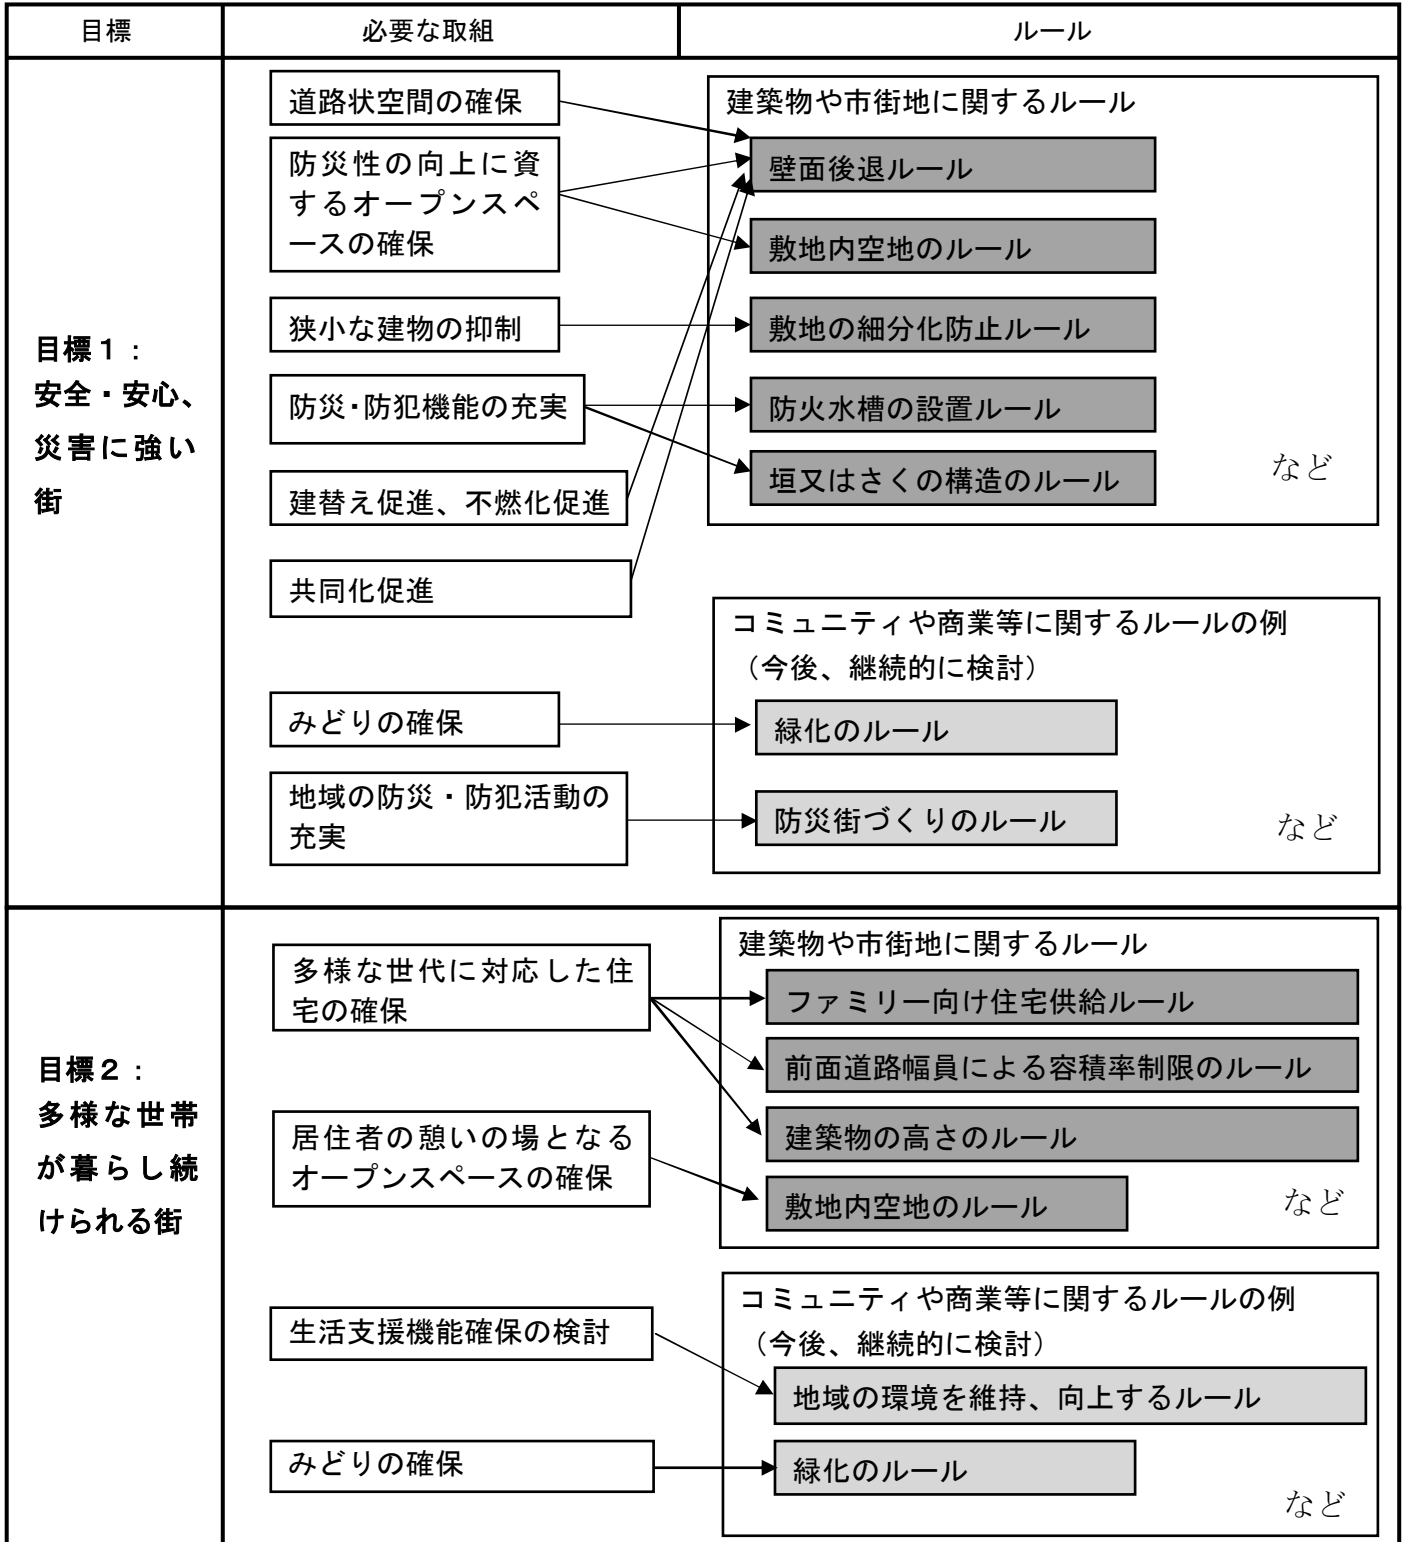 目標
必要な取組
ルール
目標１：
安全・安心、
災害に強い
街
道路状空間の確保
防災性の向上に資
するオープンスペ
ースの確保
狭小な建物の抑制
防災・防犯機能の充実
建替え促進、不燃化促進
共同化促進
みどりの確保
地域の防災・防犯活動の
充実
建築物や市街地に関するルール
壁面後退ルール
敷地内空地のルール
敷地の細分化防止ルール
防火水槽の設置ルール
垣又はさくの構造のルール
など
コミュニティや商業等に関するルールの例
（今後、継続的に検討）
緑化のルール
防災街づくりのルール
など
目標２：
多様な世帯
が暮らし続
けられる街
多様な世代に対応した住
宅の確保
居住者の憩いの場となる
オープンスペースの確保
生活支援機能確保の検討
みどりの確保
建築物や市街地に関するルール
ファミリー向け住宅供給ルール
前面道路幅員による容積率制限のルール
建築物の高さのルール
敷地内空地のルール
など
コミュニティや商業等に関するルールの例
（今後、継続的に検討）
地域の環境を維持、向上するルール
緑化のルール
など